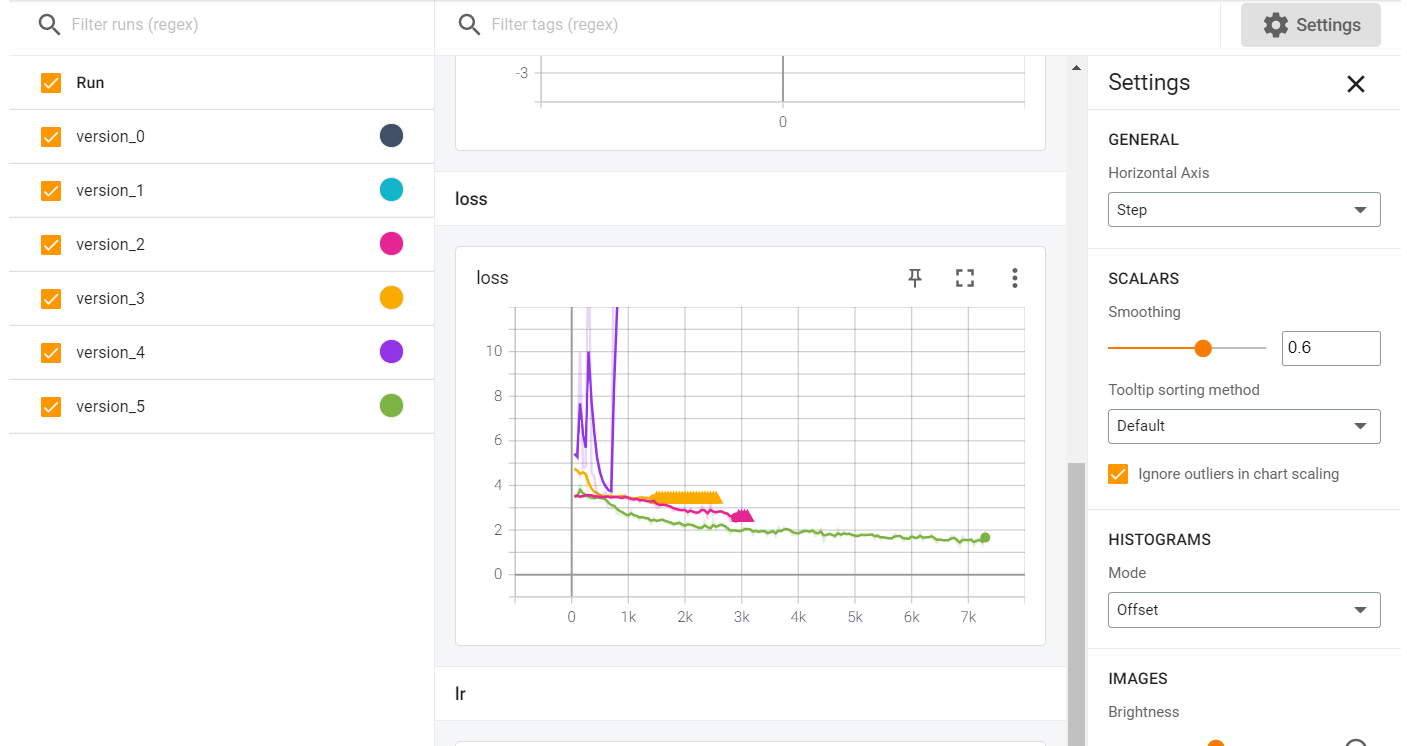 Filter runs (regex)
Filter tags (regex)
Settings
Run
version_0
version_1
version_2
version_3
version_4
version_5
-3
0
loss
loss
10
8
6
4
2
0
0 1k 2k 3k 4k 5k 6k 7k
lr
Settings
GENERAL
Horizontal Axis
Step
SCALARS
Smoothing
0.6
Tooltip sorting method
Default
Ignore outliers in chart scaling
HISTOGRAMS
Mode
Offset
IMAGES
Brightness